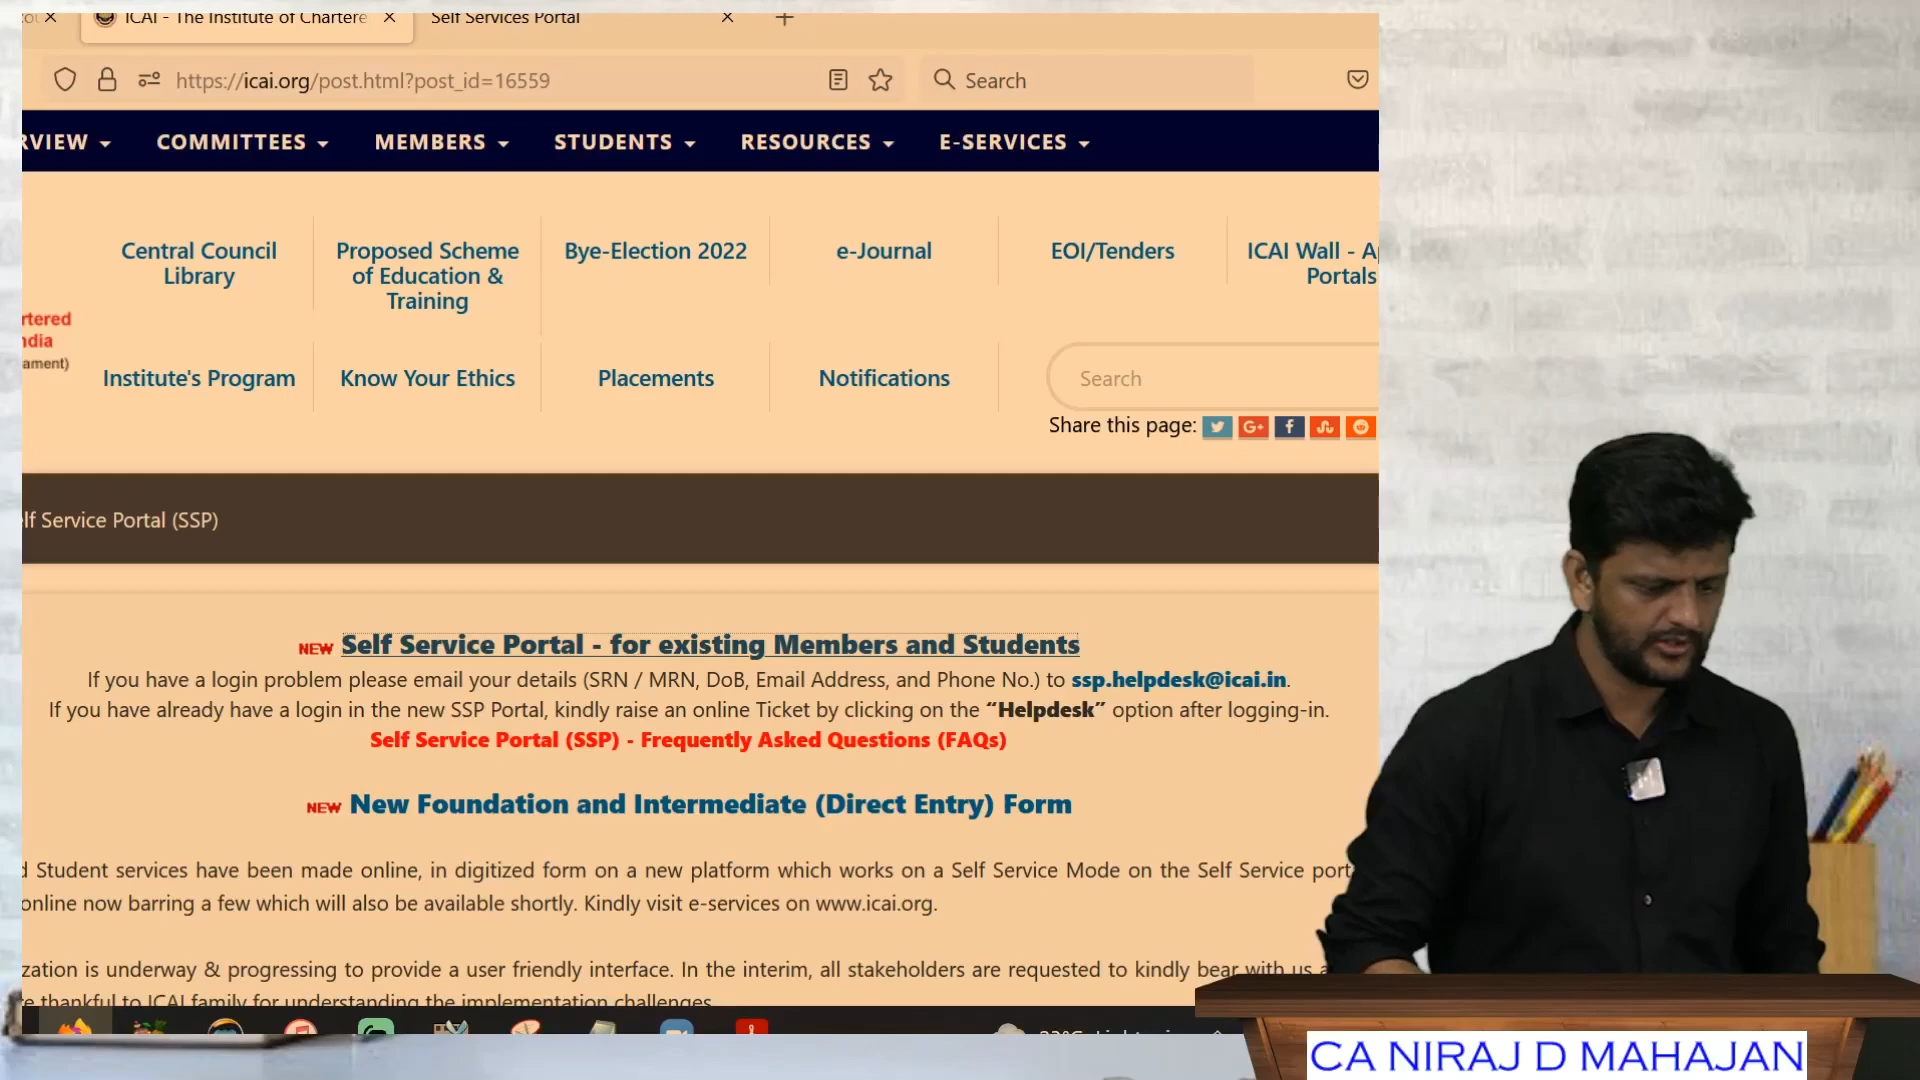 ICAI - The Institute of Chartere
Self Services Portal
https://icai.org/post.html?post_id=16559
Search
RVIEW
COMMITTEES
MEMBERS
STUDENTS
RESOURCES
E-SERVICES
Central Council
Library
Proposed Scheme
of Education &
Training
Bye-Election 2022
e-Journal
EOI/Tenders
ICAI Wall - A
Portals
rtered
ndia
ament)
Institute's Program
Know Your Ethics
Placements
Notifications
Search
Share this page:
lf Service Portal (SSP)
NEW Self Service Portal - for existing Members and Students
If you have a login problem please email your details (SRN / MRN, DoB, Email Address, and Phone No.) to ssp.helpdesk@icai.in.
If you have already have a login in the new SSP Portal, kindly raise an online Ticket by clicking on the “Helpdesk” option after logging-in.
Self Service Portal (SSP) - Frequently Asked Questions (FAQs)
NEW New Foundation and Intermediate (Direct Entry) Form
d Student services have been made online, in digitized form on a new platform which works on a Self Service Mode on the Self Service port
online now barring a few which will also be available shortly. Kindly visit e-services on www.icai.org.
zation is underway & progressing to provide a user friendly interface. In the interim, all stakeholders are requested to kindly bear with us a
e thankful to ICAI family for understanding the implementation challenges.
CA NIRAJ D MAHAJAN